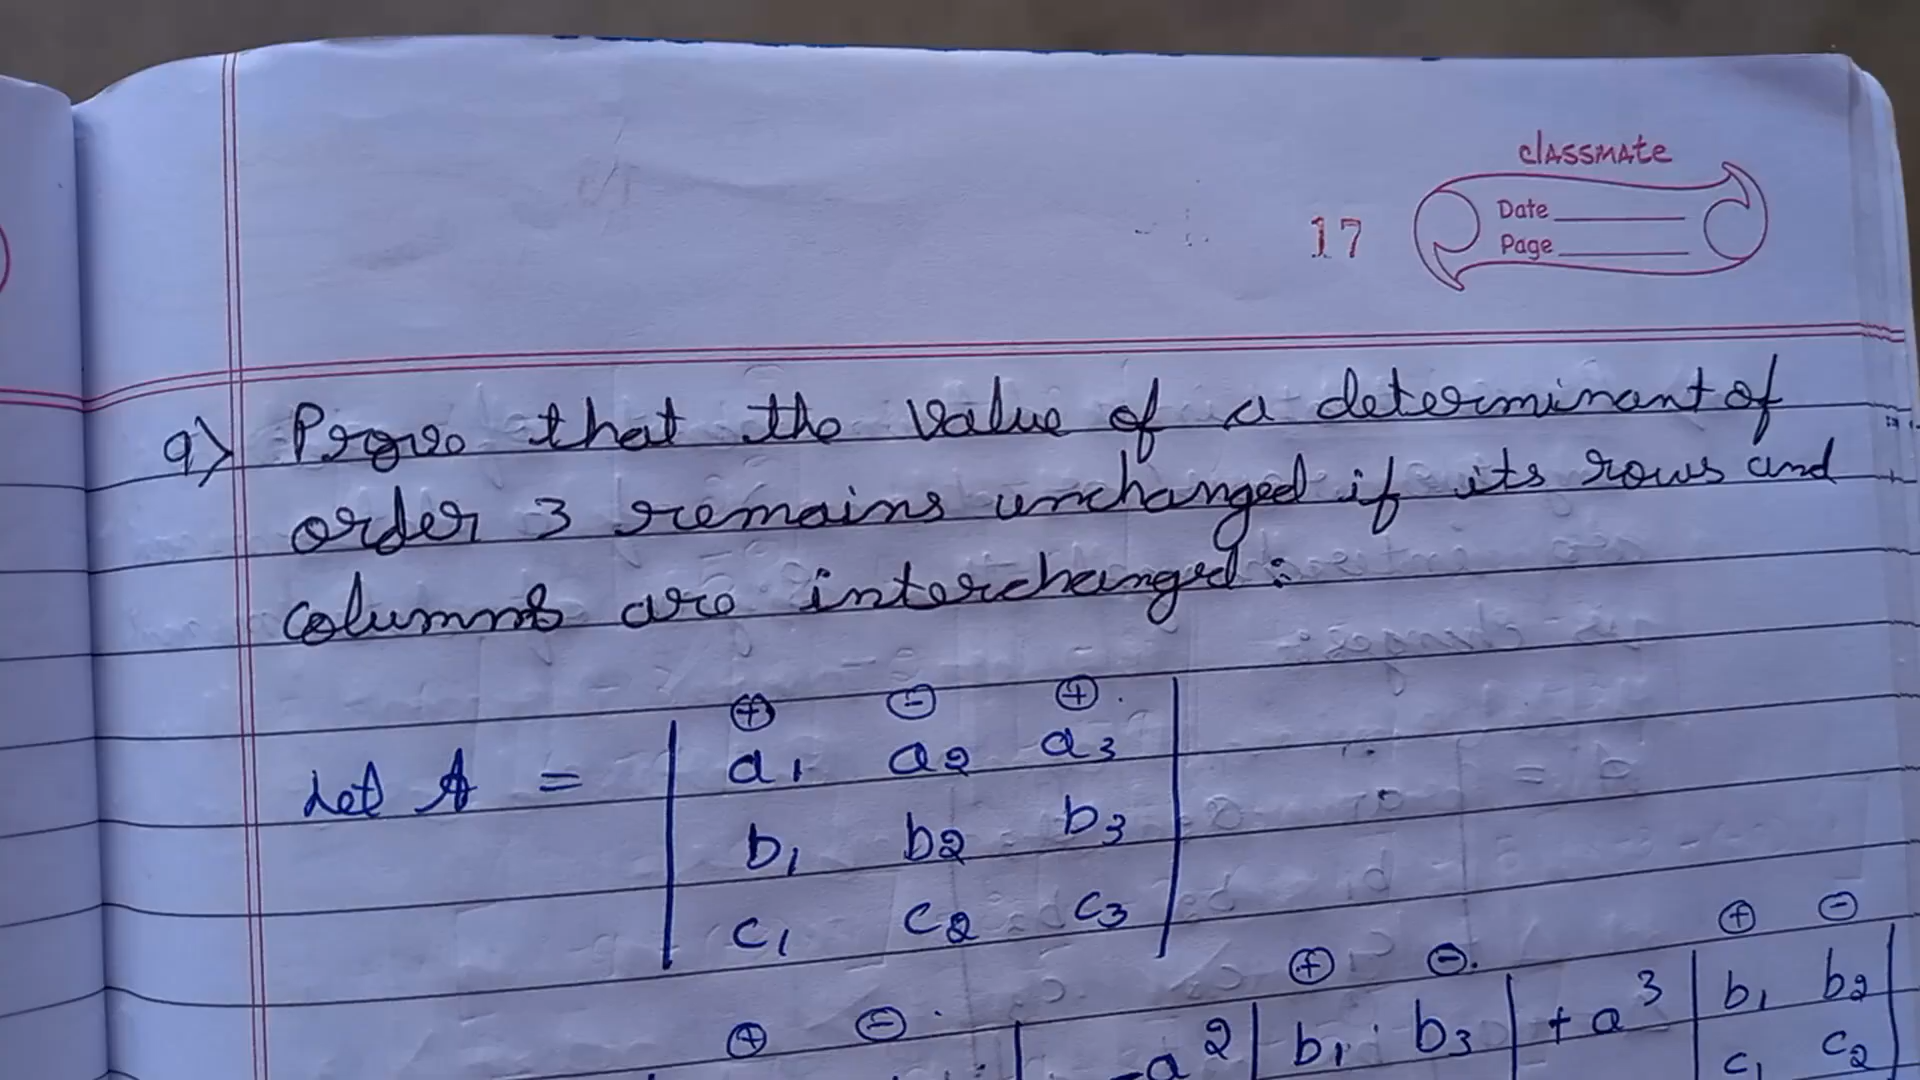 classmate
17
Date
Page
9) Prove that the value of a determinant of
order 3 remains unchanged if its rows and
columns are interchanged :
⊕ ⊖ ⊕
Let A = | a1 a2 a3 |
b1 b2 b3
c1 c2 c3
⊕ ⊖ ⊕ ⊖ ⊕ ⊖
-a2 | b1 b3 | + a3 | b1 b2 |
c1 c2